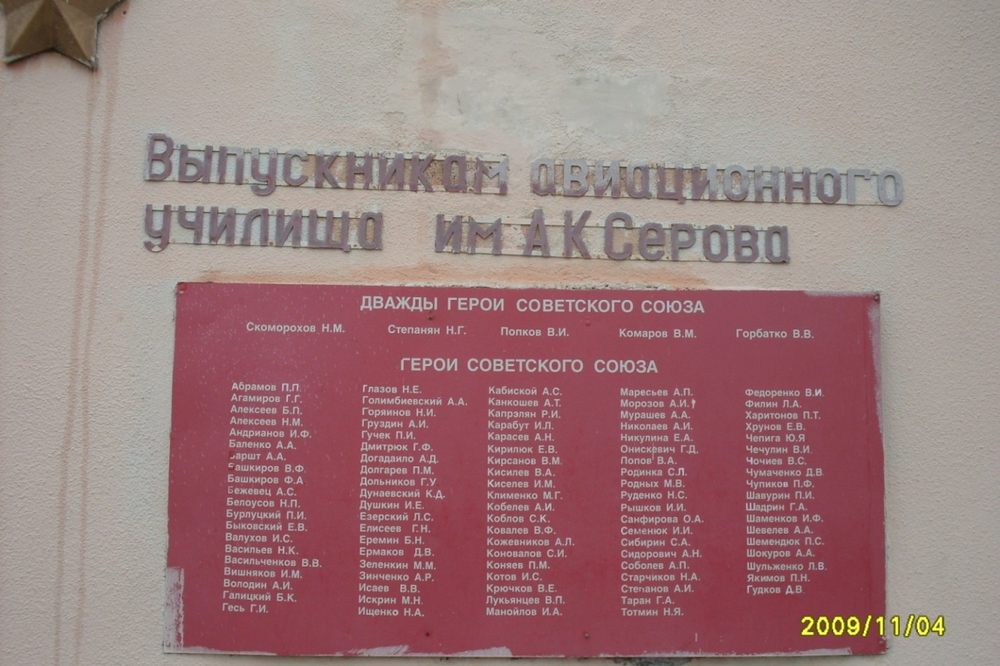 Выпускникам авиационного
училища им А К Серова
ДВАЖДЫ ГЕРОИ СОВЕТСКОГО СОЮЗА
Скоморохов Н.М. Степанян Н.Г. Попков В.И. Комаров В.М. Горбатко В.В.
ГЕРОИ СОВЕТСКОГО СОЮЗА
Абрамов П.П.
Агамиров Г.Г.
Алексеев Б.П.
Алексеев Н.М.
Андрианов И.Ф.
Баленко А.А.
Баршт А.А.
Башкиров В.Ф.
Башкиров Ф.А
Бежевец А.С.
Белоусов Н.П.
Бурлуцкий П.И.
Быковский Е.В.
Валухов И.С.
Васильев Н.К.
Васильченков В.В.
Вишняков И.М.
Володин А.И.
Галицкий Б.К.
Гесь Г.И.
Глазов Н.Е.
Голимбиевский А.А.
Горяинов Н.И.
Груздин А.И.
Гучек П.И.
Дмитрюк Г.Ф.
Догадаило А.Д.
Долгарев П.М.
Дольников Г.У
Дунаевский К.Д.
Душкин И.Е.
Езерский Л.С.
Елисеев Г.Н.
Еремин Б.Н.
Ермаков Д.В.
Зеленкин М.М.
Зинченко А.Р.
Исаев В.В.
Искрин М.Н.
Ищенко Н.А.
Кабиской А.С.
Канкошев А.Т.
Капрэлян Р.И.
Карабут И.Л.
Карасев А.Н.
Кирилюк Е.В.
Кирсанов В.М.
Кисилев В.А.
Киселев И.М.
Клименко М.Г.
Кобелев А.И.
Коблов С.К.
Ковалев В.Ф.
Кожевников А.Л.
Коновалов С.И.
Коняев П.М.
Котов И.С.
Крючков В.Е.
Лукьянцев В.П.
Манойлов И.А.
Маресьев А.П.
Морозов А.И.
Мурашев А.А.
Николаев А.И.
Никулина Е.А.
Онискевич Г.Д.
Попов В.А.
Родинка С.Л.
Родных М.В.
Руденко Н.С.
Рышков И.И.
Санфирова О.А.
Семенюк И.И.
Сибирин С.А.
Сидорович А.Н.
Соболев А.П.
Старчиков Н.А.
Степанов А.И.
Таран Г.А.
Тотмин Н.Я.
Федоренко В.И.
Филин Л.А.
Харитонов П.Т.
Хрунов Е.В.
Чепига Ю.Я
Чечулин В.И.
Чочиев В.С.
Чумаченко Д.В.
Чупиков П.Ф.
Шавурин П.И.
Шадрин Г.А.
Шаменков И.Ф.
Шевелев А.А.
Шемендюк П.С.
Шокуров А.А.
Шульженко Л.В.
Якимов П.Н.
Гудков Д.В.
2009/11/04